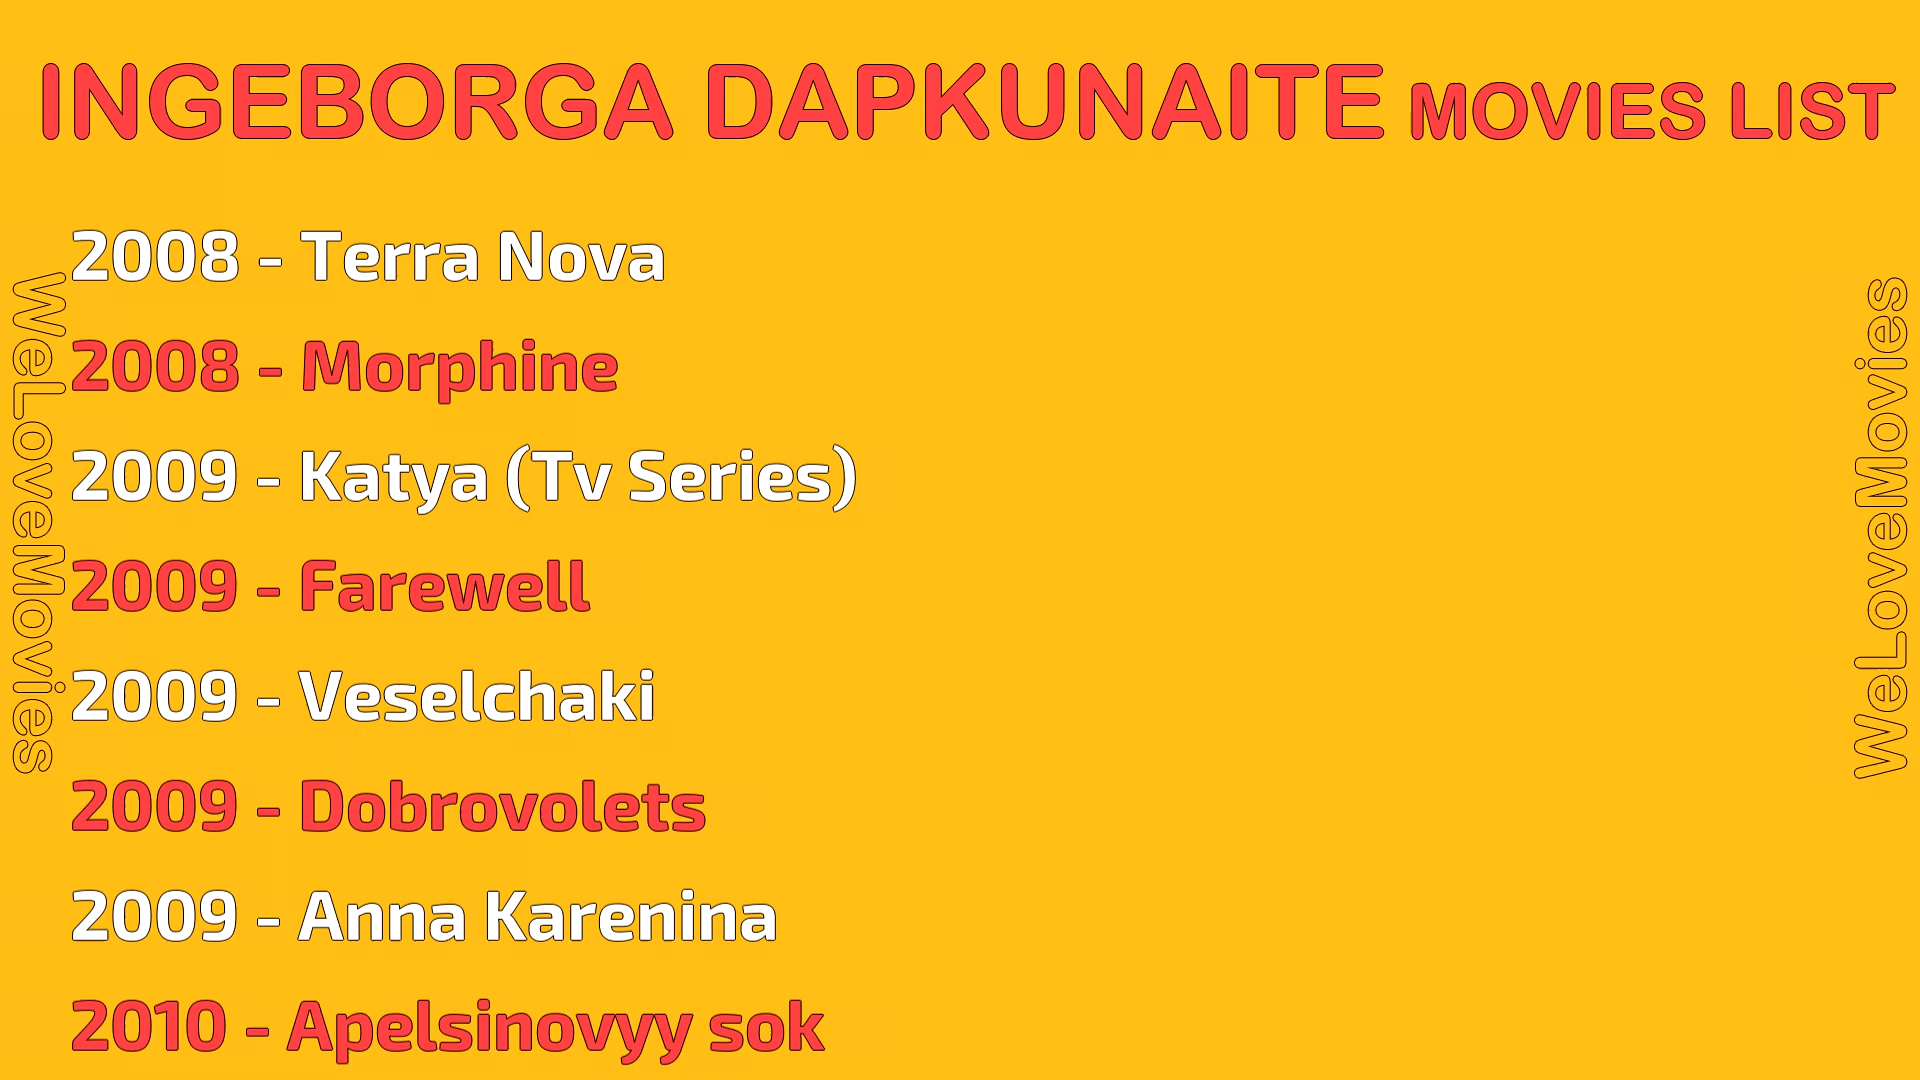 INGEBORGA DAPKUNAITE MOVIES LIST
2008 - Terra Nova
2008 - Morphine
2009 - Katya (Tv Series)
2009 - Farewell
2009 - Veselchaki
2009 - Dobrovolets
2009 - Anna Karenina
2010 - Apelsinovyy sok
WeLoveMovies
WeLoveMovies